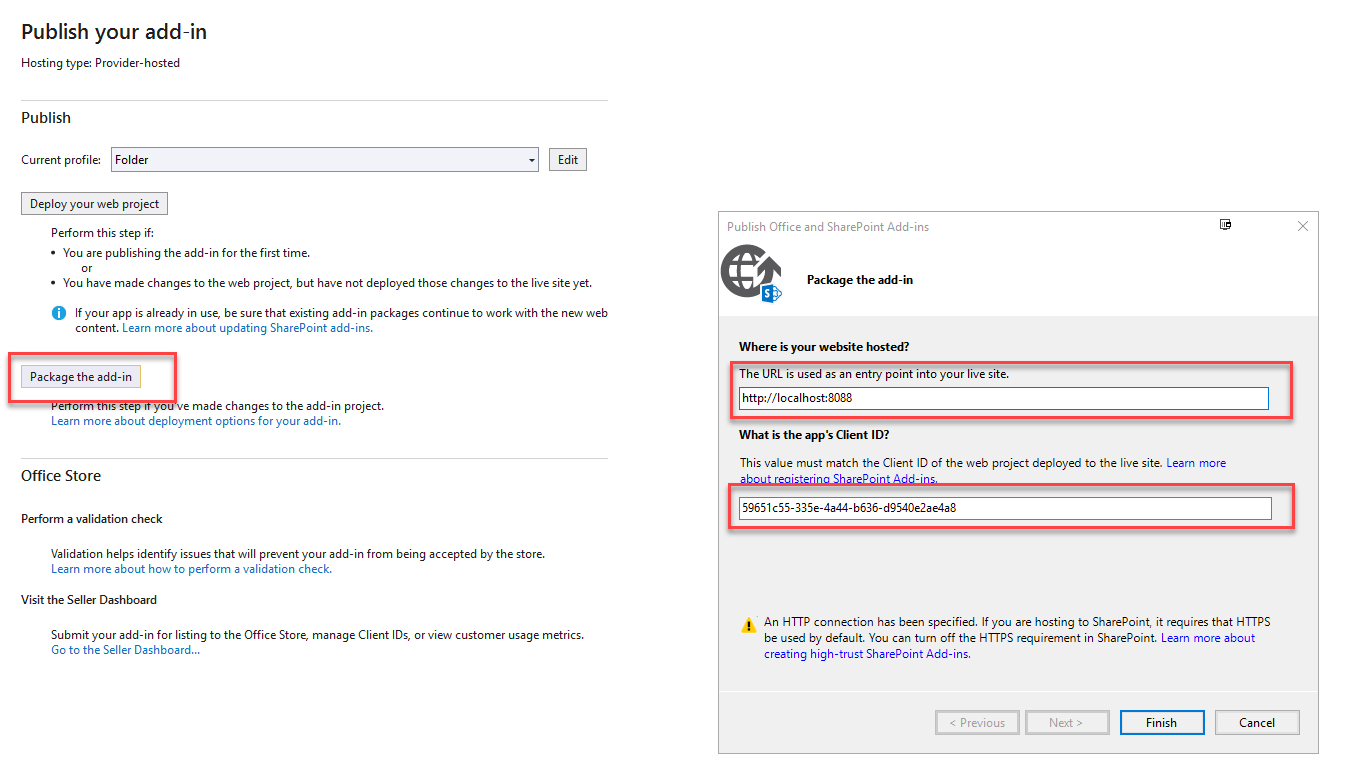 Publish your add-in
Hosting type: Provider-hosted
Publish
Current profile: Folder Edit
Deploy your web project
Perform this step if:
• You are publishing the add-in for the first time.
or
• You have made changes to the web project, but have not deployed those changes to the live site yet.
If your app is already in use, be sure that existing add-in packages continue to work with the new web
content. Learn more about updating SharePoint add-ins.
Package the add-in
Perform this step if you've made changes to the add-in project.
Learn more about deployment options for your add-in.
Office Store
Perform a validation check
Validation helps identify issues that will prevent your add-in from being accepted by the store.
Learn more about how to perform a validation check.
Visit the Seller Dashboard
Submit your add-in for listing to the Office Store, manage Client IDs, or view customer usage metrics.
Go to the Seller Dashboard...
Publish Office and SharePoint Add-ins
S
Package the add-in
Where is your website hosted?
The URL is used as an entry point into your live site.
http://localhost:8088
What is the app's Client ID?
This value must match the Client ID of the web project deployed to the live site. Learn more
about registering SharePoint Add-ins.
59651c55-335e-4a44-b636-d9540e2ae4a8
An HTTP connection has been specified. If you are hosting to SharePoint, it requires that HTTPS
be used by default. You can turn off the HTTPS requirement in SharePoint. Learn more about
creating high-trust SharePoint Add-ins.
< Previous Next > Finish Cancel